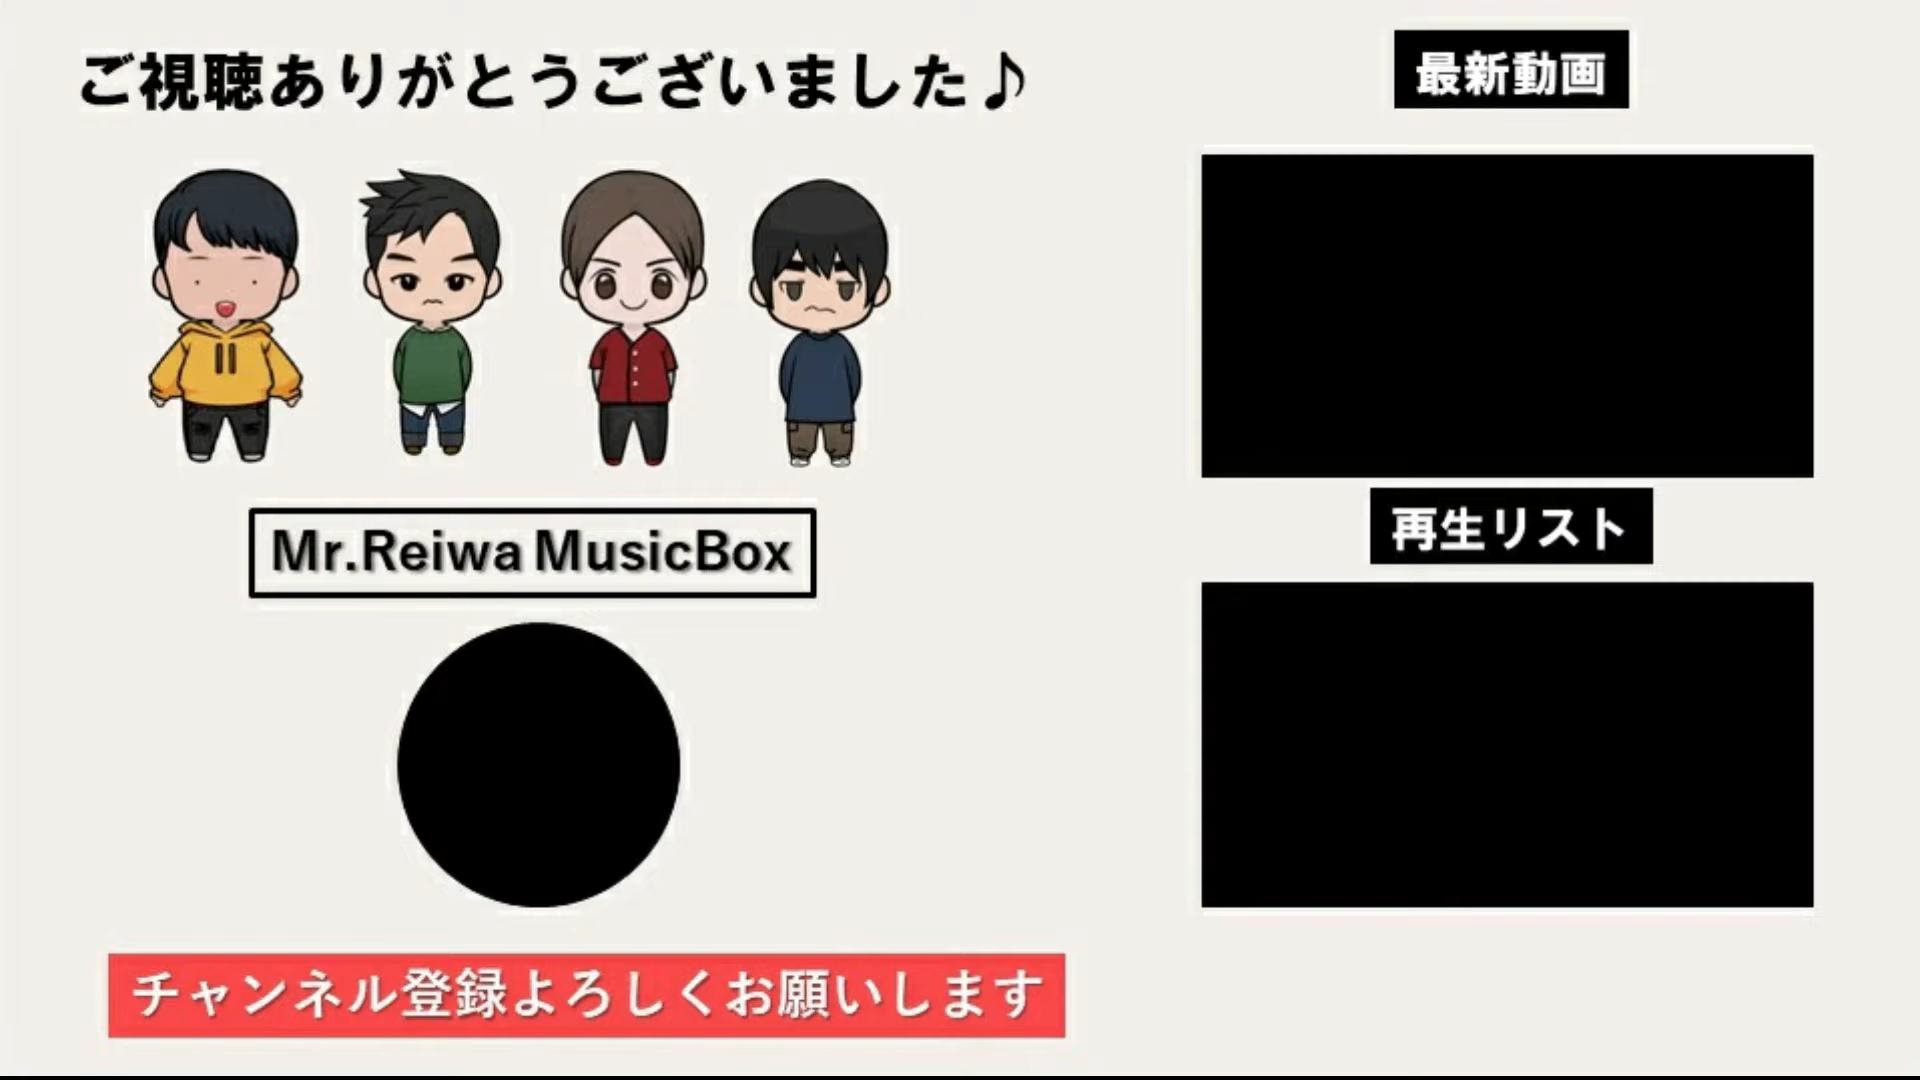 ご視聴ありがとうございました♪
Mr.Reiwa MusicBox
チャンネル登録よろしくお願いします
最新動画
再生リスト